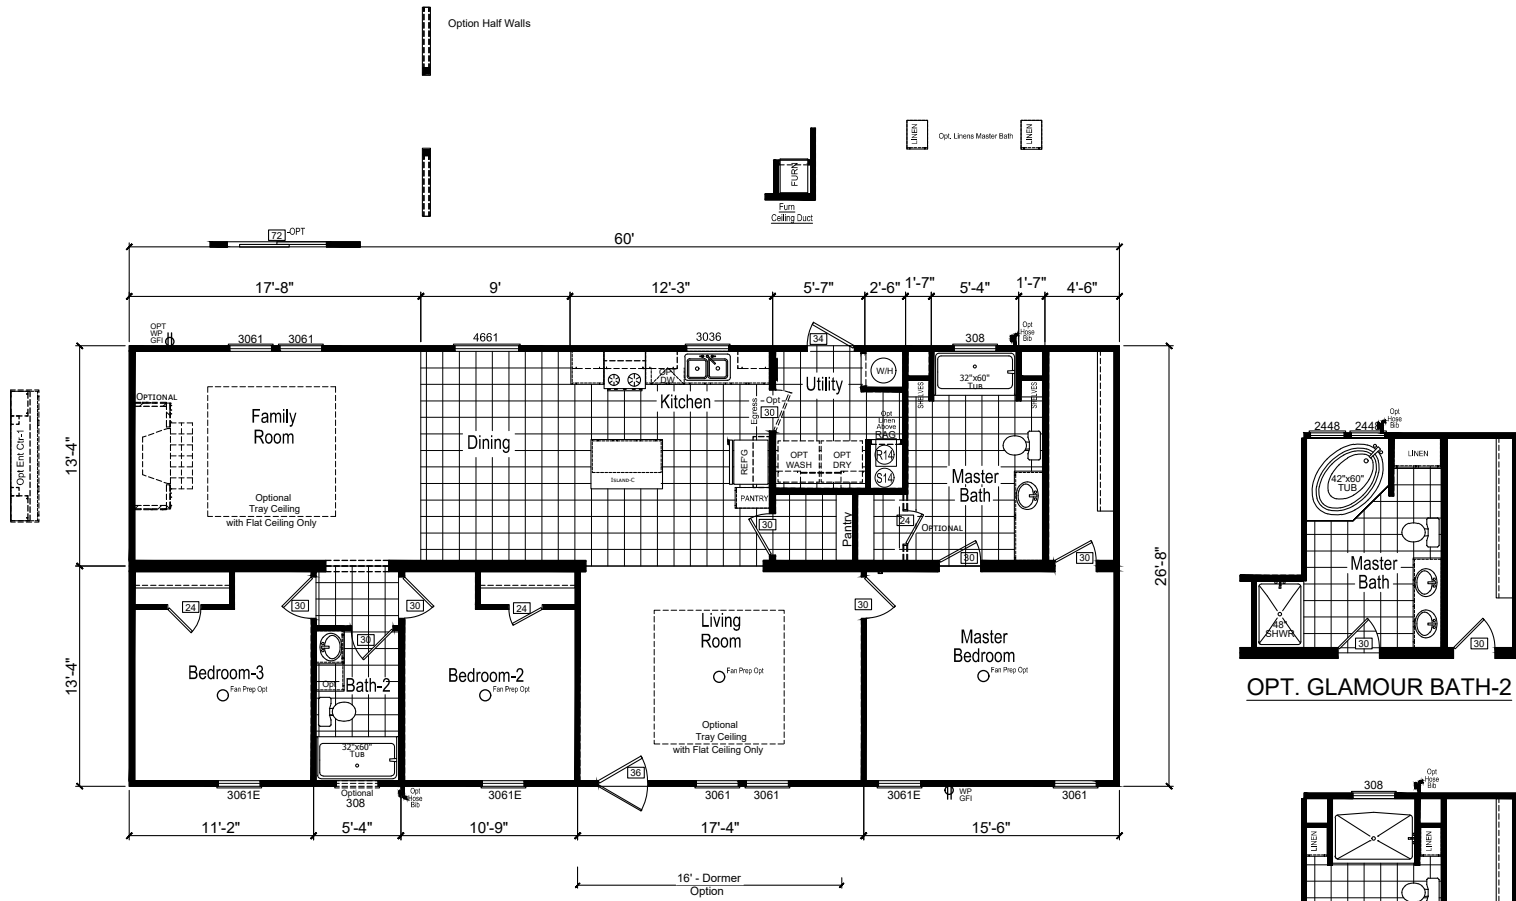 Option Half Walls
LINEN
Opt. Linens Master Bath
LINEN
FURN
Furn
Ceiling Duct
72
-OPT
60'
17'-8"
9'
12'-3"
5'-7"
2'-6"
1'-7"
5'-4"
1'-7"
4'-6"
OPT
WP
GFI
3061
3061
4661
3036
34
308
Opt
Hose
Bib
13'-4"
13'-4"
26'-8"
Opt Ent Ctr-1
OPTIONAL
Family
Room
Optional
Tray Ceiling
with Flat Ceiling Only
Dining
Kitchen
OPT
DW
ISLAND-C
Egress
Opt
30
REF'G
PANTRY
30
Utility
W/H
Opt
Linen
Above
RAG
R14
S14
OPT
WASH
OPT
DRY
Pantry
SHELVES
32"x60"
TUB
SHELVES
Master
Bath
24
OPTIONAL
30
30
24
30
30
24
30
Bedroom-3
Fan Prep Opt
Opt
Bath-2
32"x60"
TUB
Bedroom-2
Fan Prep Opt
Living
Room
Fan Prep Opt
Optional
Tray Ceiling
with Flat Ceiling Only
36
30
Master
Bedroom
Fan Prep Opt
3061E
Optional
308
Opt
Hose
Bib
3061E
3061
3061
3061E
WP
GFI
3061
11'-2"
5'-4"
10'-9"
17'-4"
15'-6"
16' - Dormer
Option
2448
2448
Opt
Hose
Bib
42"x60"
TUB
LINEN
Master
Bath
48"
SHWR
30
30
OPT. GLAMOUR BATH-2
308
Opt
Hose
Bib
LINEN
LINEN